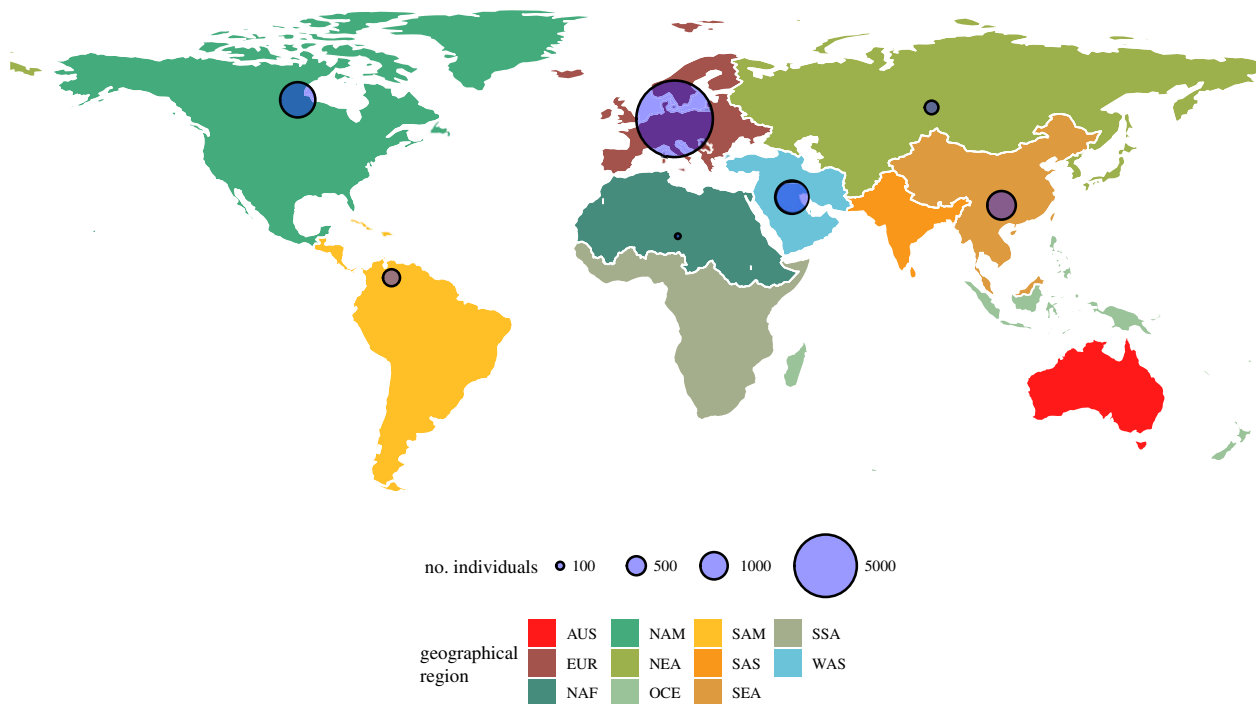 no. individuals 100 500 1000 5000
geographical
region
AUS NAM SAM SSA
EUR NEA SAS WAS
NAF OCE SEA